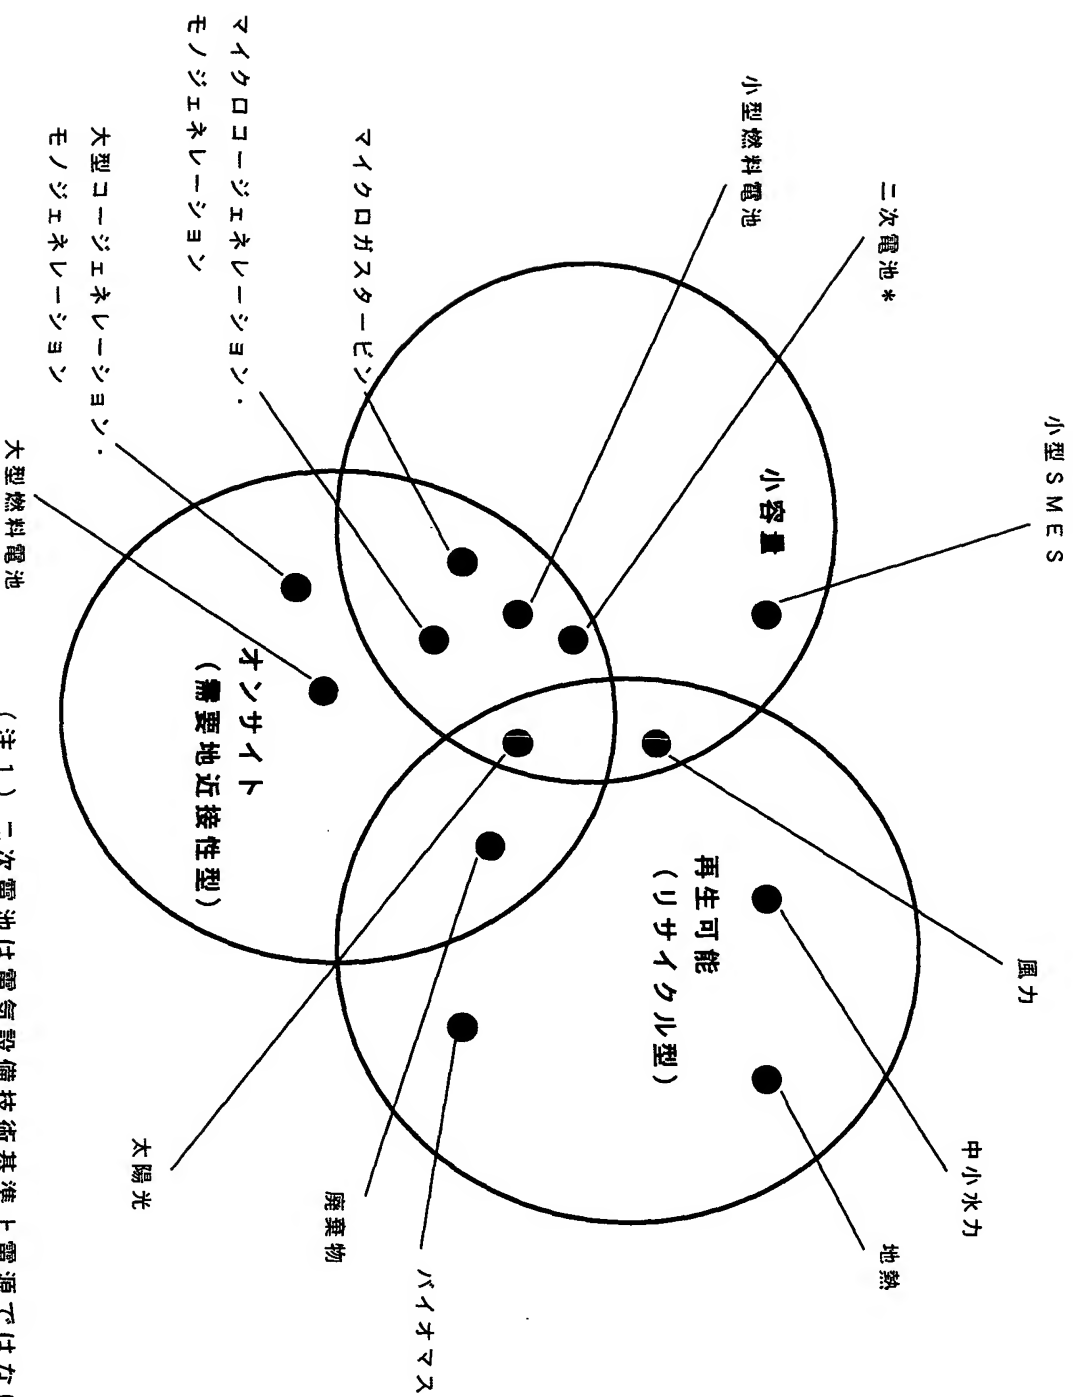 小型SMES
風力
中小水力
地熱
二次電池*
小型燃料電池
小容量
再生可能
(リサイクル型)
バイオマス
廃棄物
マイクロガスタービン
マイクロコージェネレーション・
モノジェネレーション
オンサイト
(需要地近接性型)
太陽光
大型コージェネレーション・
モノジェネレーション
大型燃料電池
(注1)二次電池は電気設備技術基準上電源ではな